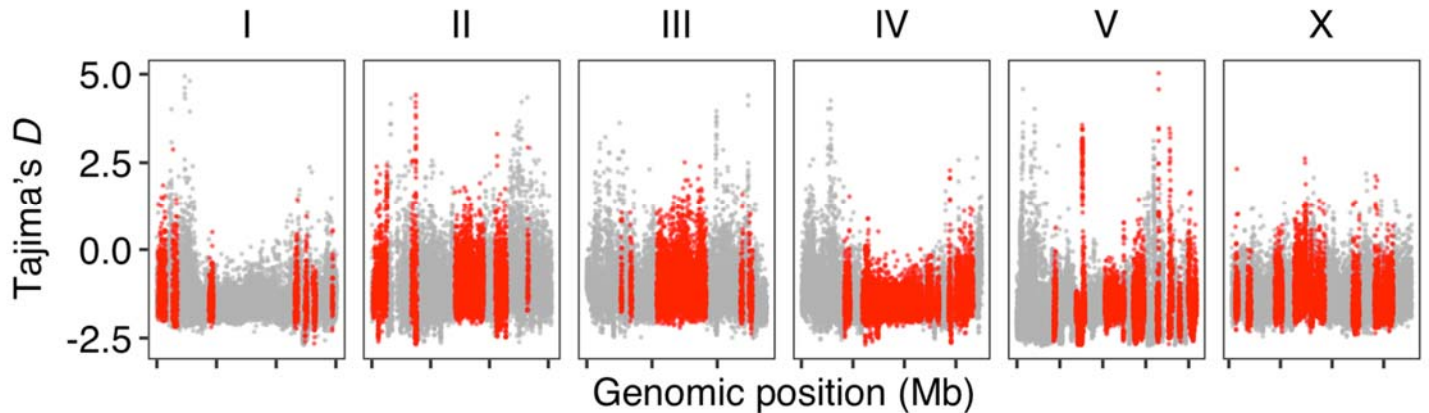 I II III IV V X
5.0
2.5
0.0
-2.5
Tajima's D
Genomic position (Mb)